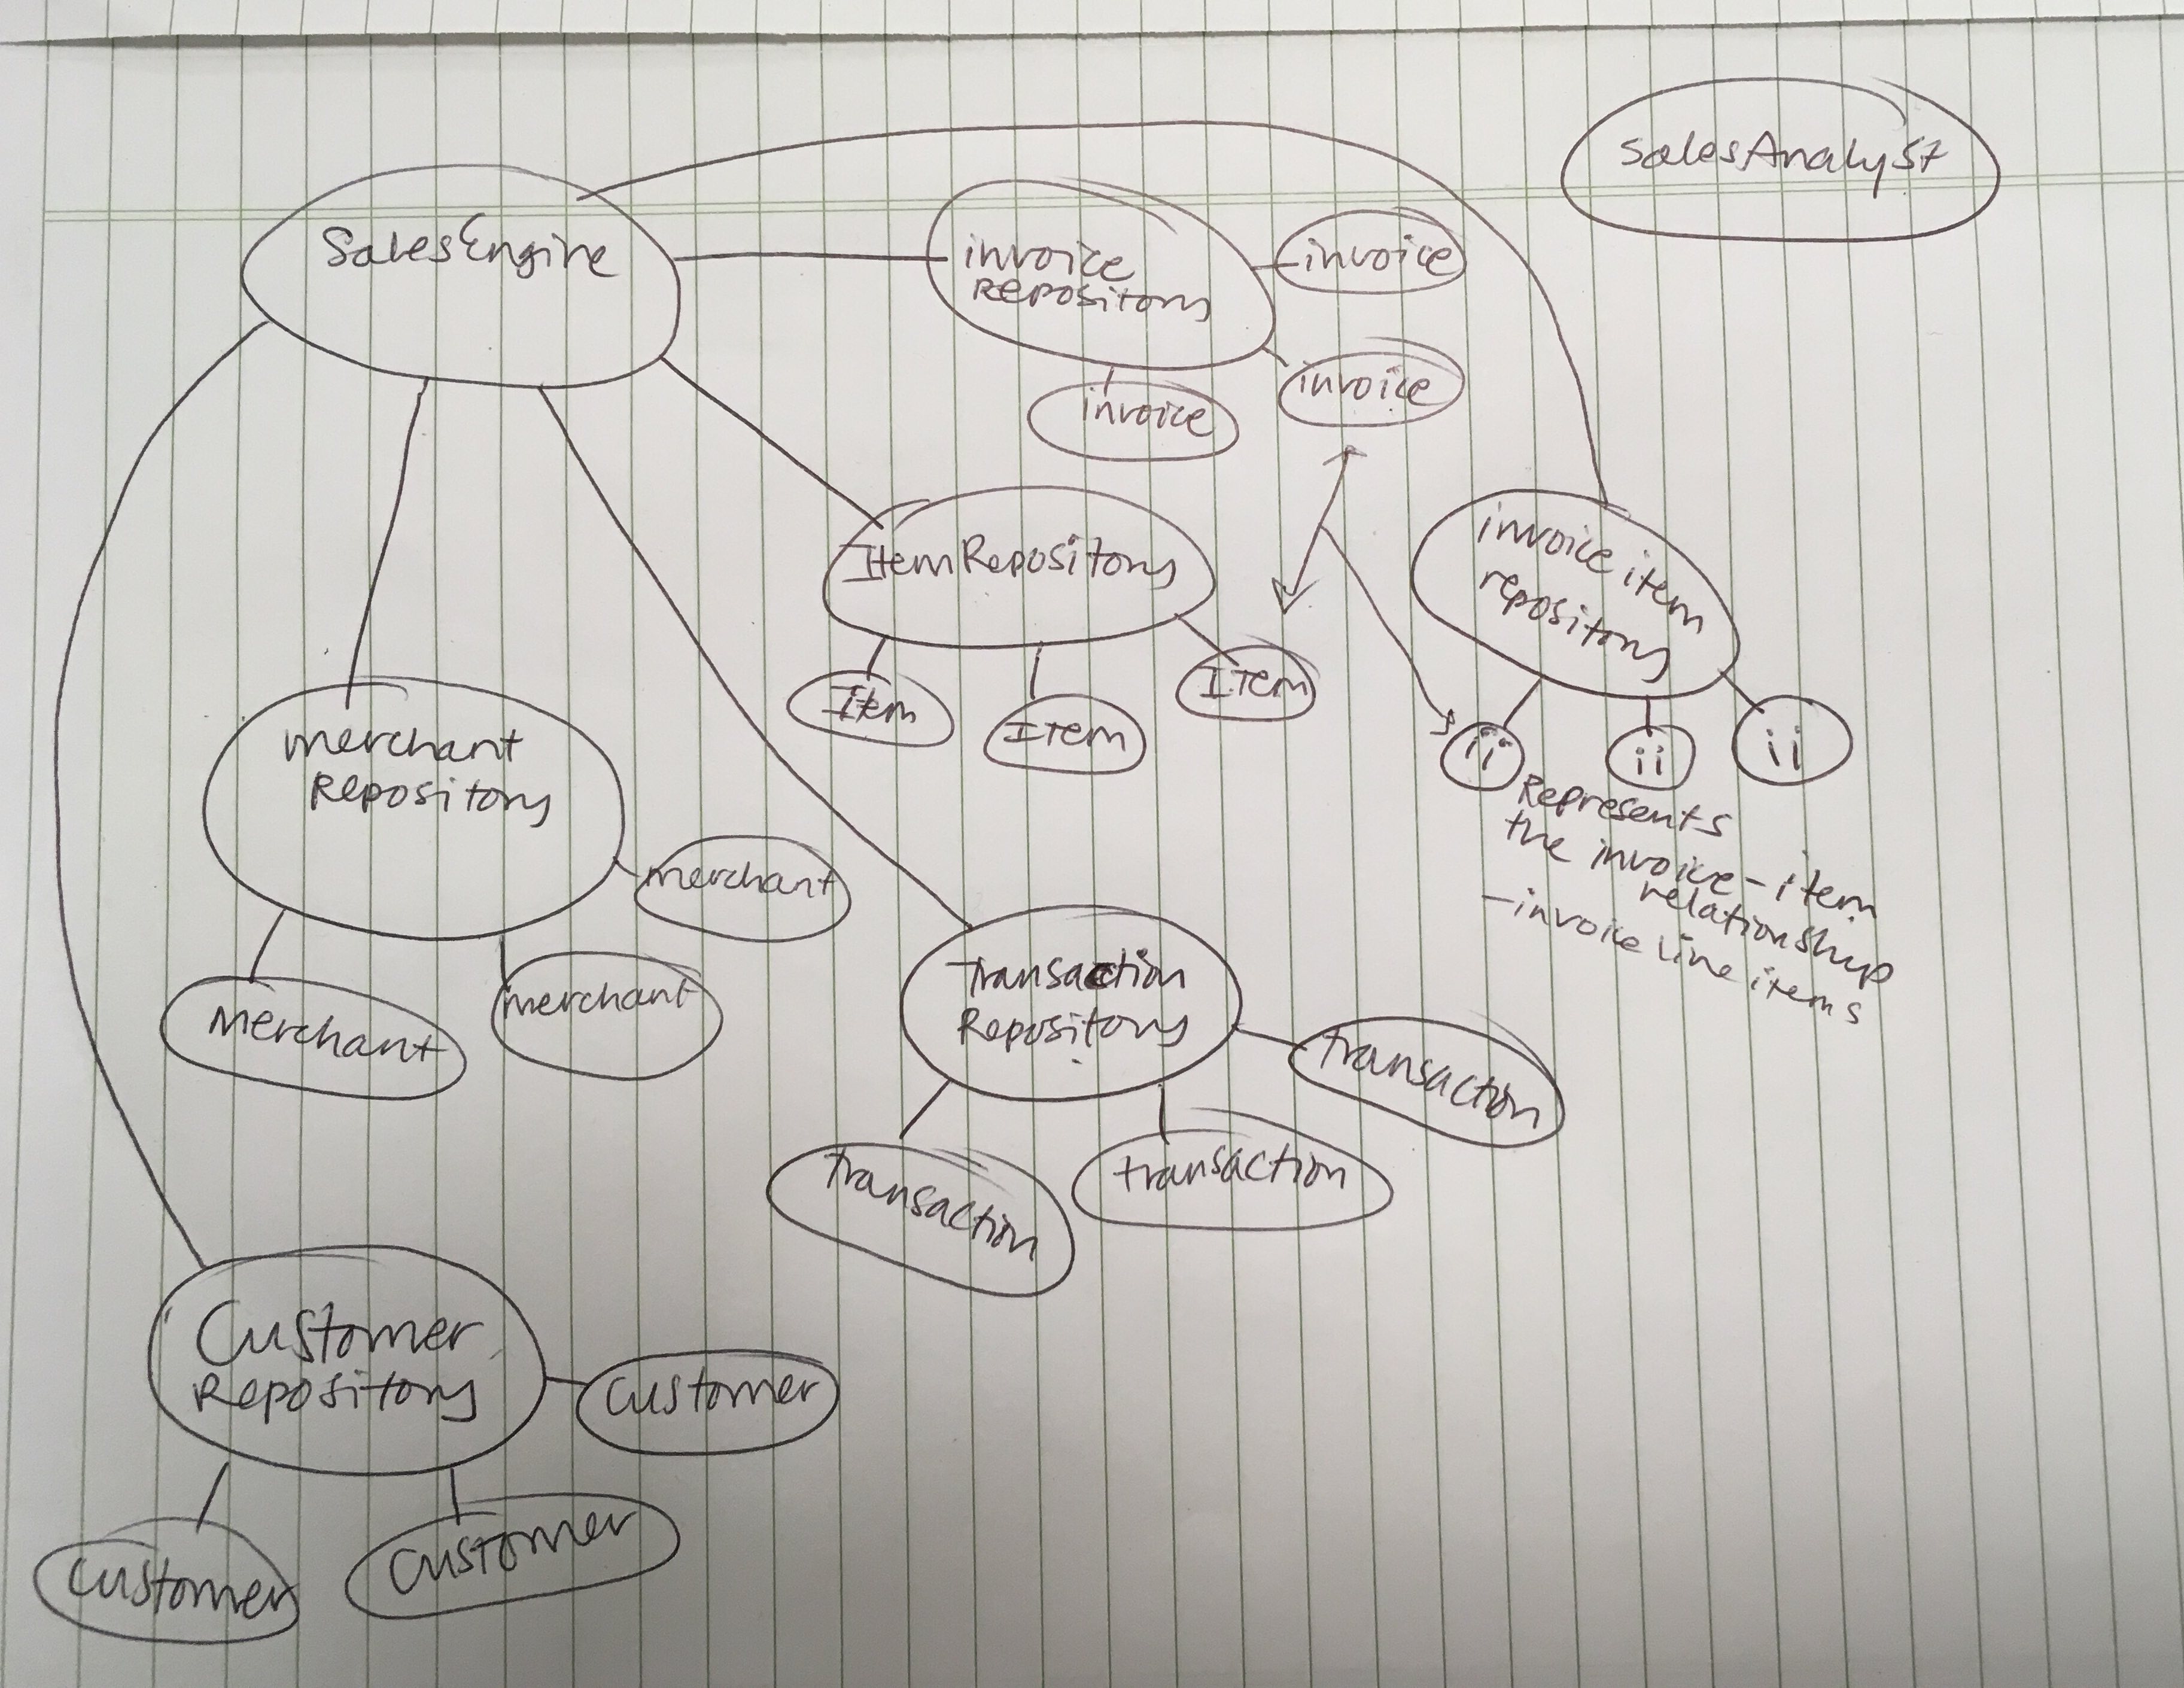 SalesAnalyst
SalesEngine
invoice
Repository
invoice
invoice
invoice
ItemRepository
Item
Item
Item
invoice item
repository
ii
ii
ii
Represents
the invoice-item
relationship
-invoice line items
merchant
Repository
merchant
merchant
Merchant
Transaction
Repository
transaction
transaction
transaction
Customer
Repository
customer
customer
customer